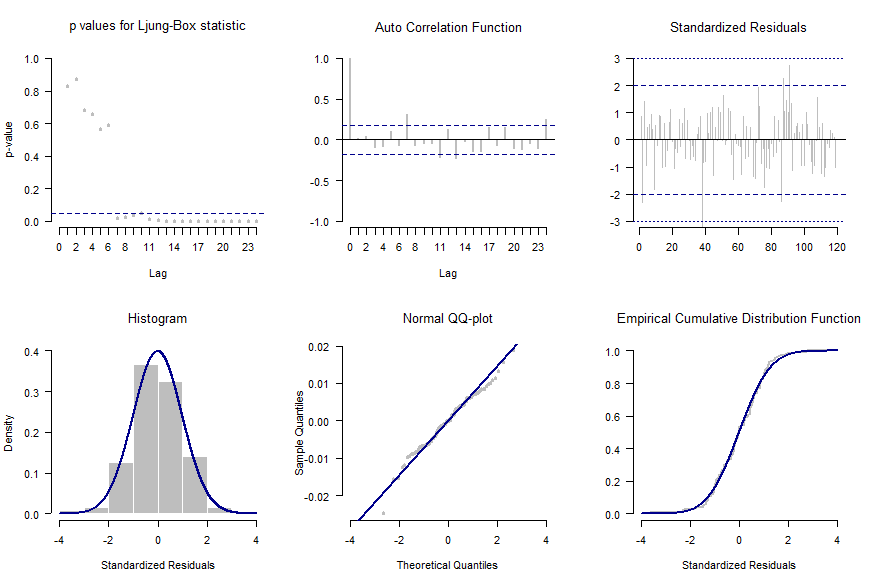 p values for Ljung-Box statistic
Auto Correlation Function
Standardized Residuals
p-value
1.0
0.8
0.6
0.4
0.2
0.0
0 2 4 6 8 11 14 17 20 23
Lag
1.0
0.5
0.0
-0.5
-1.0
0 2 4 6 8 11 14 17 20 23
3
2
1
0
-1
-2
-3
0 20 40 60 80 100 120
Histogram
Normal QQ-plot
Empirical Cumulative Distribution Function
Density
0.4
0.3
0.2
0.1
0.0
-4 -2 0 2 4
Standardized Residuals
Sample Quantiles
0.02
0.01
0.00
-0.01
-0.02
-4 -2 0 2 4
Theoretical Quantiles
1.0
0.8
0.6
0.4
0.2
0.0
-4 -2 0 2 4
Standardized Residuals